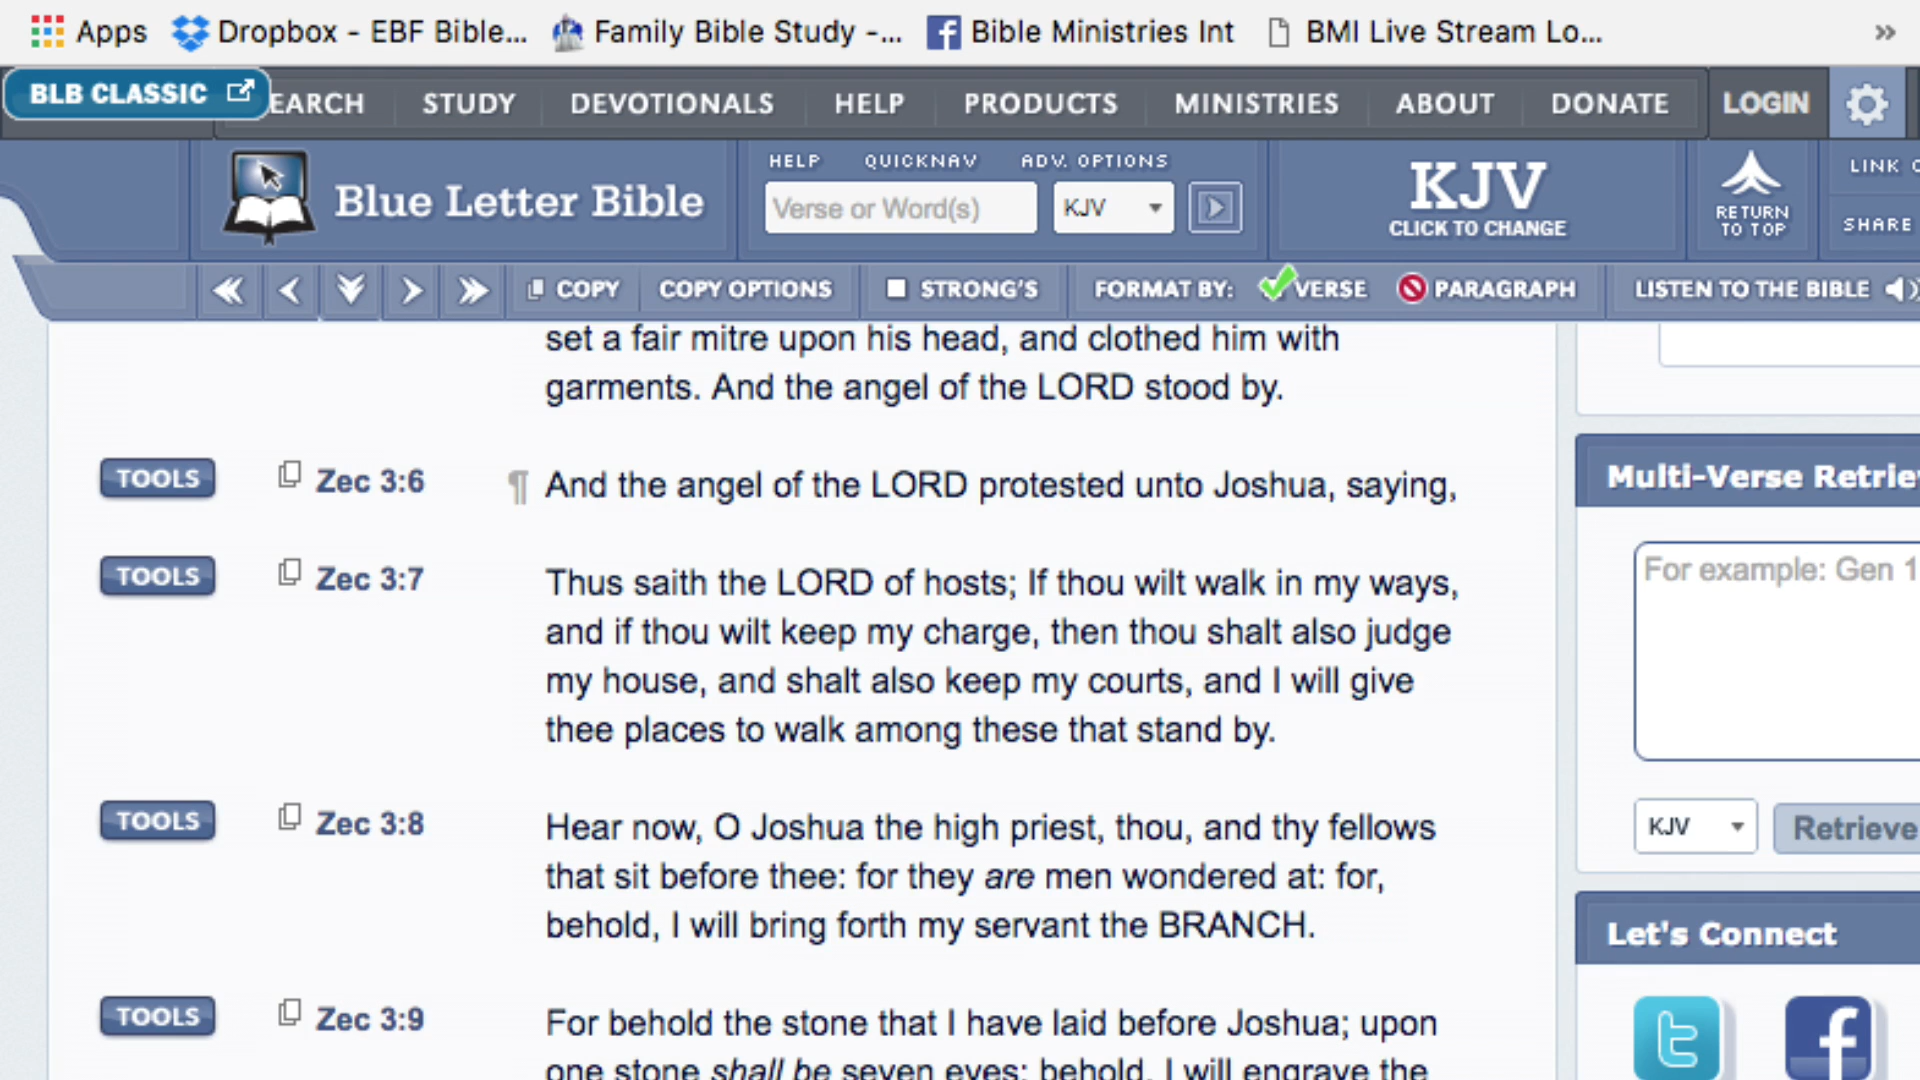 Apps Dropbox - EBF Bible... Family Bible Study -... Bible Ministries Int BMI Live Stream Lo... »
BLB CLASSIC EARCH STUDY DEVOTIONALS HELP PRODUCTS MINISTRIES ABOUT DONATE LOGIN
HELP QUICKNAV ADV. OPTIONS
Blue Letter Bible
Verse or Word(s) KJV
KJV
CLICK TO CHANGE
RETURN
TO TOP
LINK
SHARE
COPY COPY OPTIONS STRONG'S FORMAT BY: VERSE PARAGRAPH LISTEN TO THE BIBLE
set a fair mitre upon his head, and clothed him with
garments. And the angel of the LORD stood by.
TOOLS Zec 3:6 ¶ And the angel of the LORD protested unto Joshua, saying,
TOOLS Zec 3:7 Thus saith the LORD of hosts; If thou wilt walk in my ways,
and if thou wilt keep my charge, then thou shalt also judge
my house, and shalt also keep my courts, and I will give
thee places to walk among these that stand by.
TOOLS Zec 3:8 Hear now, O Joshua the high priest, thou, and thy fellows
that sit before thee: for they are men wondered at: for,
behold, I will bring forth my servant the BRANCH.
TOOLS Zec 3:9 For behold the stone that I have laid before Joshua; upon
one stone shall be seven eyes: behold, I will engrave the
Multi-Verse Retrie
For example: Gen 1
KJV Retrieve
Let's Connect